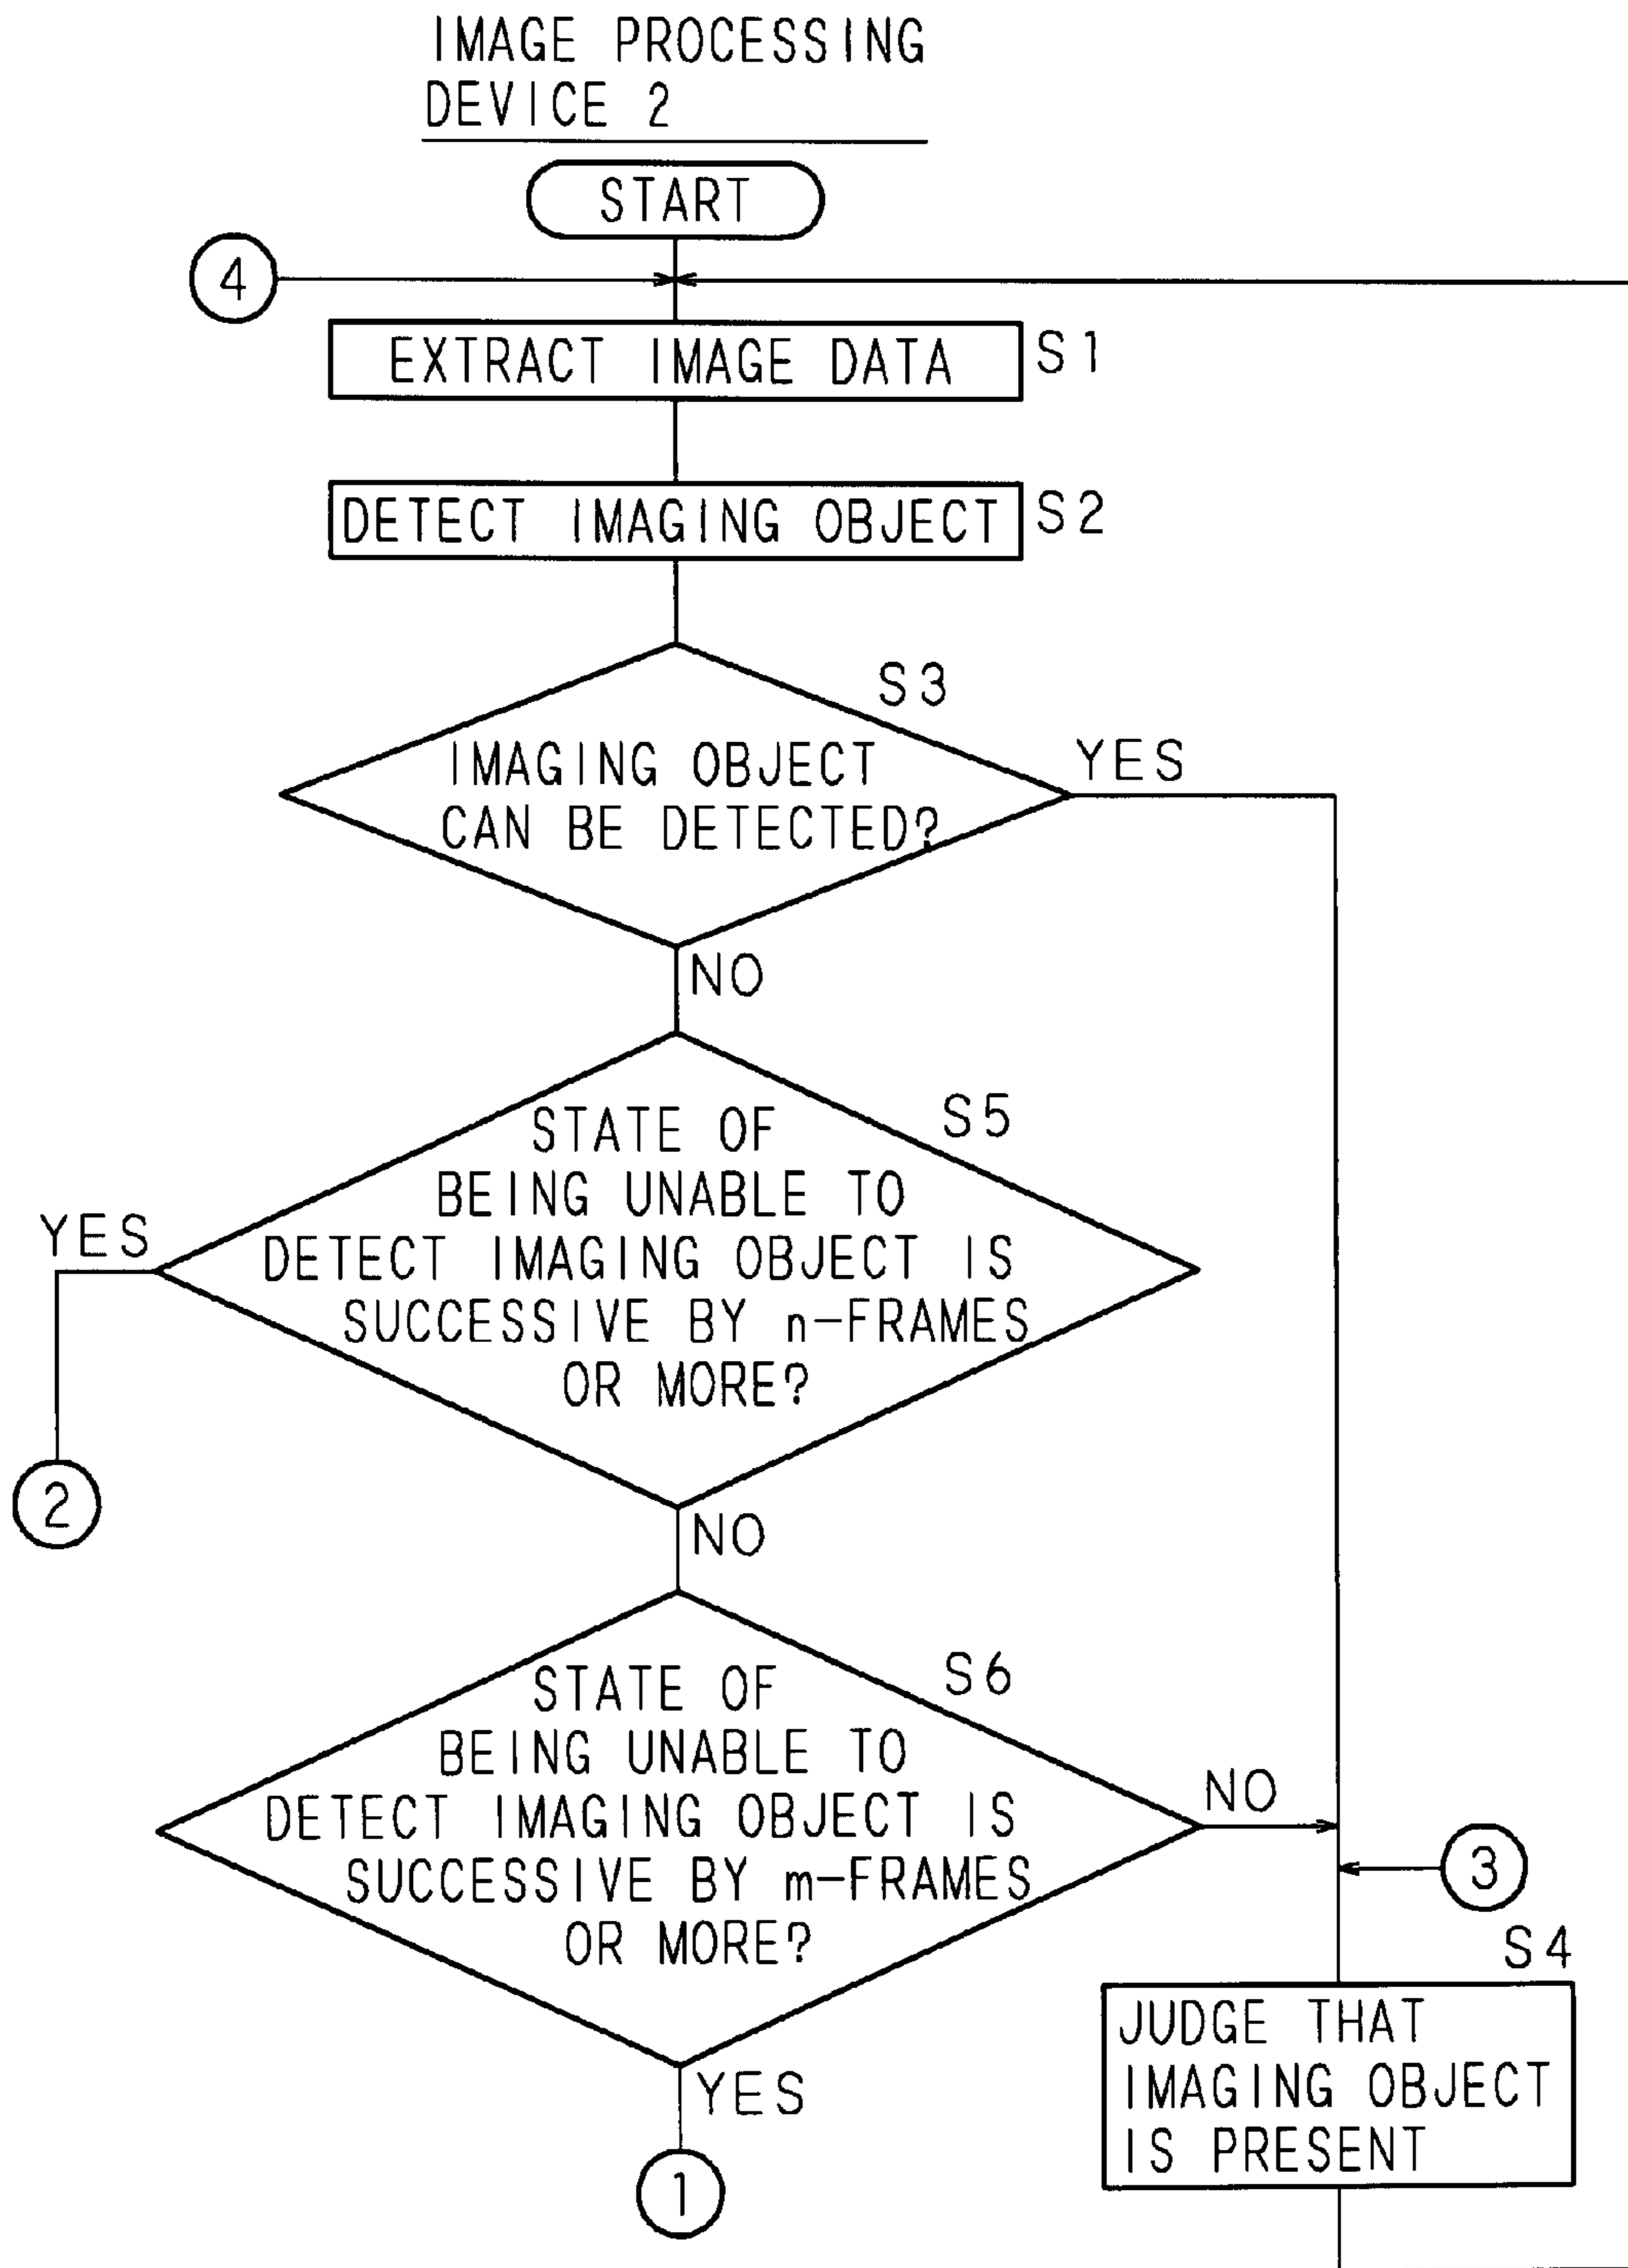 IMAGE PROCESSING
DEVICE 2
START
4
EXTRACT IMAGE DATA
S1
DETECT IMAGING OBJECT
S2
S3
IMAGING OBJECT
CAN BE DETECTED?
YES
NO
S5
STATE OF
BEING UNABLE TO
DETECT IMAGING OBJECT IS
SUCCESSIVE BY n-FRAMES
OR MORE?
YES
2
NO
S6
STATE OF
BEING UNABLE TO
DETECT IMAGING OBJECT IS
SUCCESSIVE BY m-FRAMES
OR MORE?
NO
3
YES
1
S4
JUDGE THAT
IMAGING OBJECT
IS PRESENT